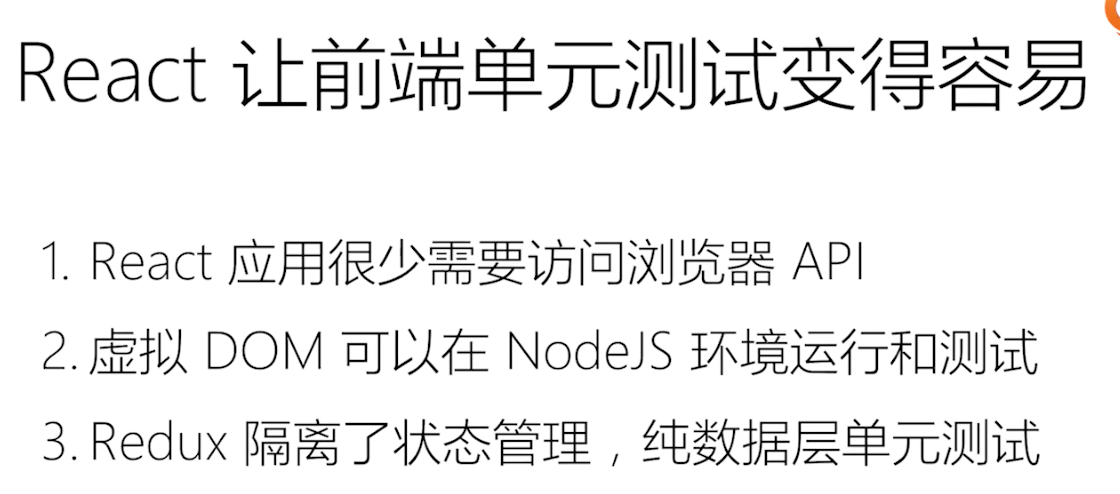 React 让前端单元测试变得容易
1. React 应用很少需要访问浏览器 API
2. 虚拟 DOM 可以在 NodeJS 环境运行和测试
3. Redux 隔离了状态管理，纯数据层单元测试